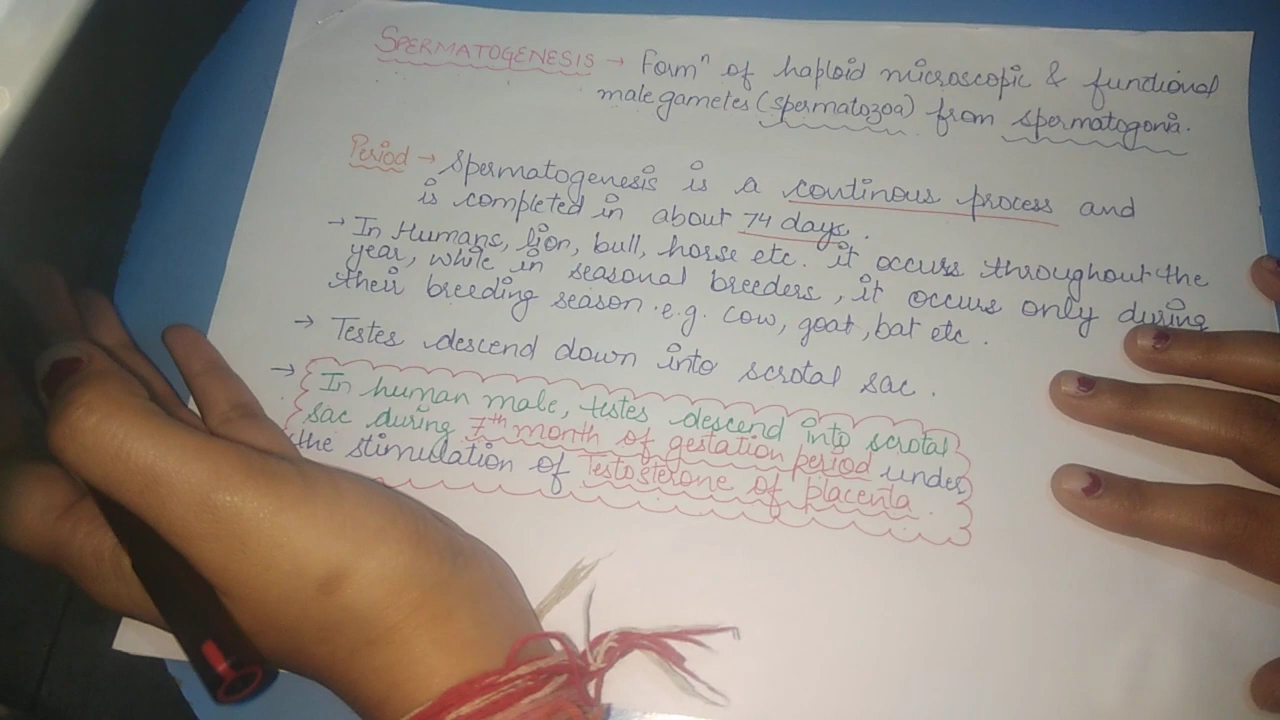 SPERMATOGENESIS → Formⁿ of haploid microscopic & functional
male gametes (spermatozoa) from spermatogonia.
Period → Spermatogenesis is a continous process and
is completed in about 74 days.
→ In Humans, lion, bull, horse etc. it occurs throughout the
year, while in seasonal breeders, it occurs only during
their breeding season. e.g. cow, goat, bat etc.
→ Testes descend down into scrotal sac.
→ In human male, testes descend into scrotal
sac during 7th month of gestation period under
the stimulation of Testosterone of placenta.